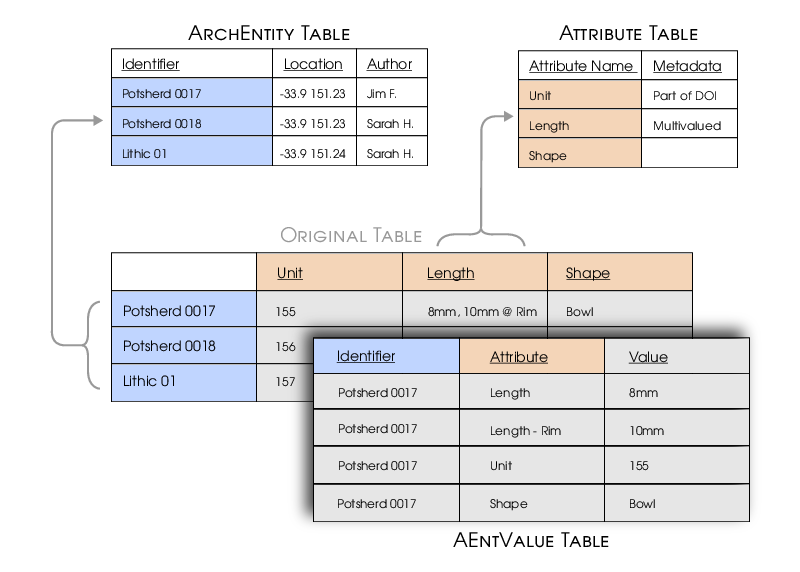 ArchEntity Table
Attribute Table
Identifier Location Author
Potsherd 0017 -33.9 151.23 Jim F.
Potsherd 0018 -33.9 151.23 Sarah H.
Lithic 01 -33.9 151.24 Sarah H.
Attribute Name Metadata
Unit Part of DOI
Length Multivalued
Shape
Original Table
Unit Length Shape
Potsherd 0017 155 8mm, 10mm @ Rim Bowl
Potsherd 0018 156
Lithic 01 157
Identifier Attribute Value
Potsherd 0017 Length 8mm
Potsherd 0017 Length - Rim 10mm
Potsherd 0017 Unit 155
Potsherd 0017 Shape Bowl
AEntValue Table